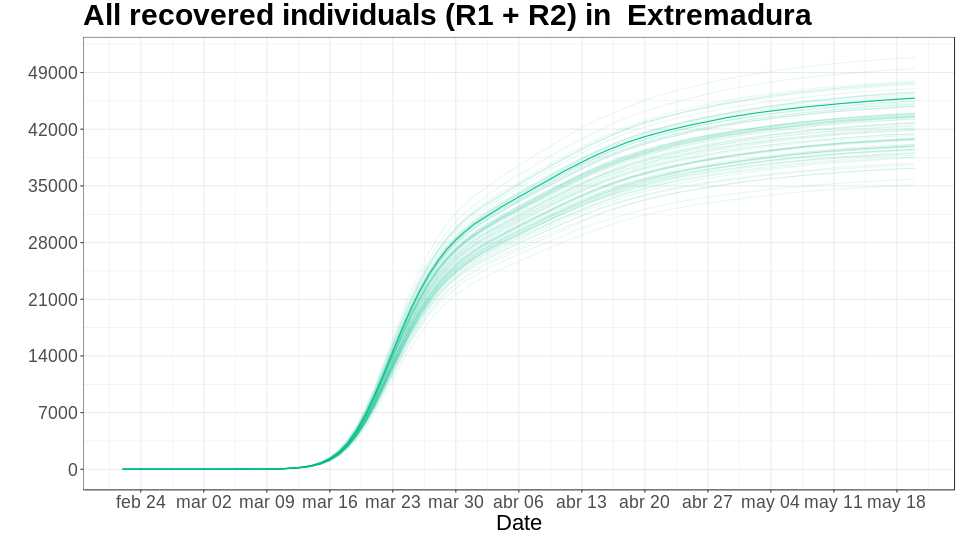 All recovered individuals (R1 + R2) in  Extremadura
49000
42000
35000
28000
21000
14000
7000
0
feb 24 mar 02 mar 09 mar 16 mar 23 mar 30 abr 06 abr 13 abr 20 abr 27 may 04 may 11 may 18
Date